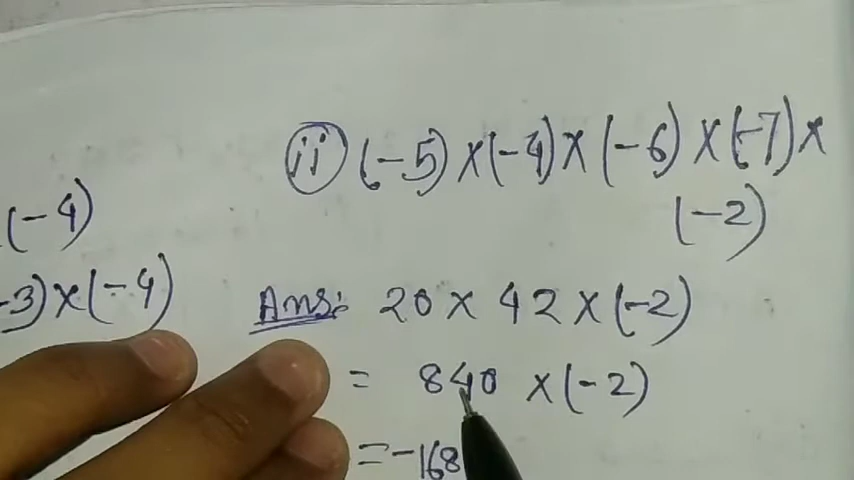 (ii) (-5)×(-4)×(-6)×(-7)×
(-2)
(-4)
-3)×(-4)
Ans: 20×42×(-2)
= 840 ×(-2)
=-168